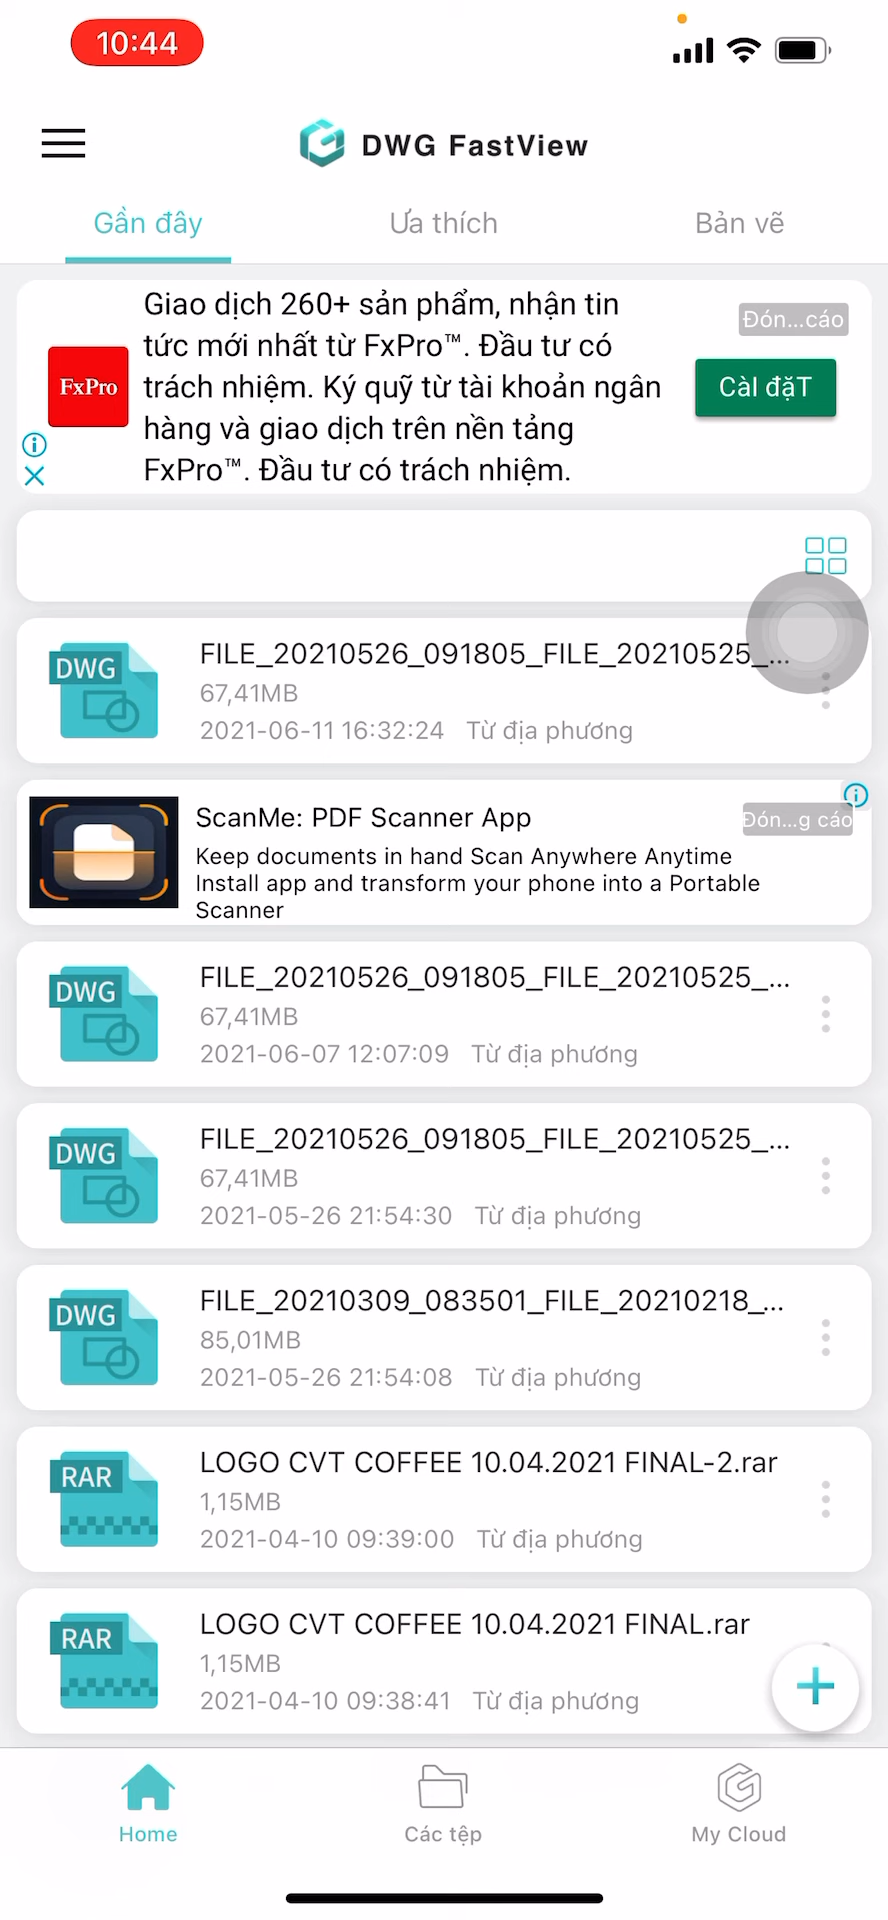 10:44
DWG FastView
Gần đây
Ưa thích
Bản vẽ
Giao dịch 260+ sản phẩm, nhận tin
tức mới nhất từ FxPro™. Đầu tư có
trách nhiệm. Ký quỹ từ tài khoản ngân
hàng và giao dịch trên nền tảng
FxPro™. Đầu tư có trách nhiệm.
FxPro
Đón...cáo
Cài đặT
DWG
FILE_20210526_091805_FILE_20210525_...
67,41MB
2021-06-11 16:32:24 Từ địa phương
ScanMe: PDF Scanner App
Đón...g cáo
Keep documents in hand Scan Anywhere Anytime
Install app and transform your phone into a Portable
Scanner
DWG
FILE_20210526_091805_FILE_20210525_...
67,41MB
2021-06-07 12:07:09 Từ địa phương
DWG
FILE_20210526_091805_FILE_20210525_...
67,41MB
2021-05-26 21:54:30 Từ địa phương
DWG
FILE_20210309_083501_FILE_20210218_...
85,01MB
2021-05-26 21:54:08 Từ địa phương
RAR
LOGO CVT COFFEE 10.04.2021 FINAL-2.rar
1,15MB
2021-04-10 09:39:00 Từ địa phương
RAR
LOGO CVT COFFEE 10.04.2021 FINAL.rar
1,15MB
2021-04-10 09:38:41 Từ địa phương
Home
Các tệp
My Cloud